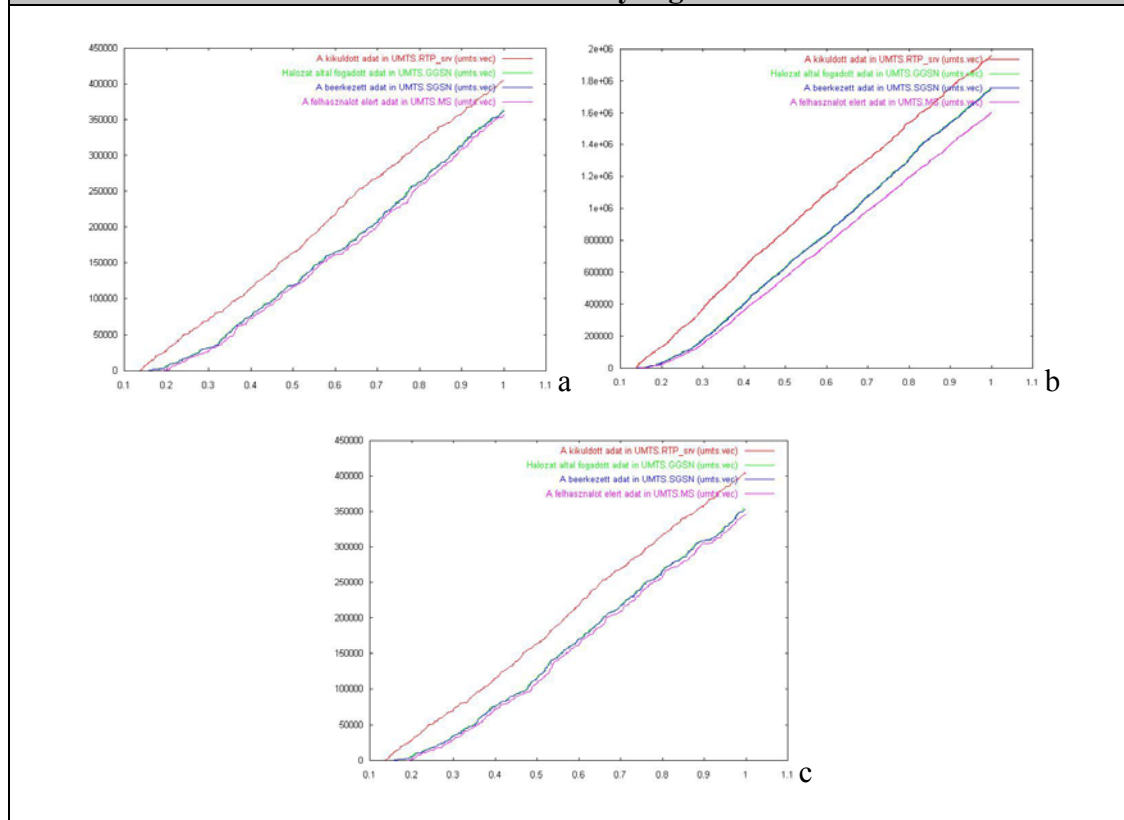 450000
400000
350000
300000
250000
200000
150000
100000
50000
0
0.1 0.2 0.3 0.4 0.5 0.6 0.7 0.8 0.9 1 1.1
A kikuldott adat in UMTS.RTP_srv (umts.vec)
Halozat altal fogadott adat in UMTS.GGSN (umts.vec)
A beerkezett adat in UMTS.SGSN (umts.vec)
A felhasznalot elert adat in UMTS.MS (umts.vec)
a
2e+06
1.8e+06
1.6e+06
1.4e+06
1.2e+06
1e+06
800000
600000
400000
200000
0
0.1 0.2 0.3 0.4 0.5 0.6 0.7 0.8 0.9 1 1.1
A kikuldott adat in UMTS.RTP_srv (umts.vec)
Halozat altal fogadott adat in UMTS.GGSN (umts.vec)
A beerkezett adat in UMTS.SGSN (umts.vec)
A felhasznalot elert adat in UMTS.MS (umts.vec)
b
450000
400000
350000
300000
250000
200000
150000
100000
50000
0
0.1 0.2 0.3 0.4 0.5 0.6 0.7 0.8 0.9 1 1.1
A kikuldott adat in UMTS.RTP_srv (umts.vec)
Halozat altal fogadott adat in UMTS.GGSN (umts.vec)
A beerkezett adat in UMTS.SGSN (umts.vec)
A felhasznalot elert adat in UMTS.MS (umts.vec)
c